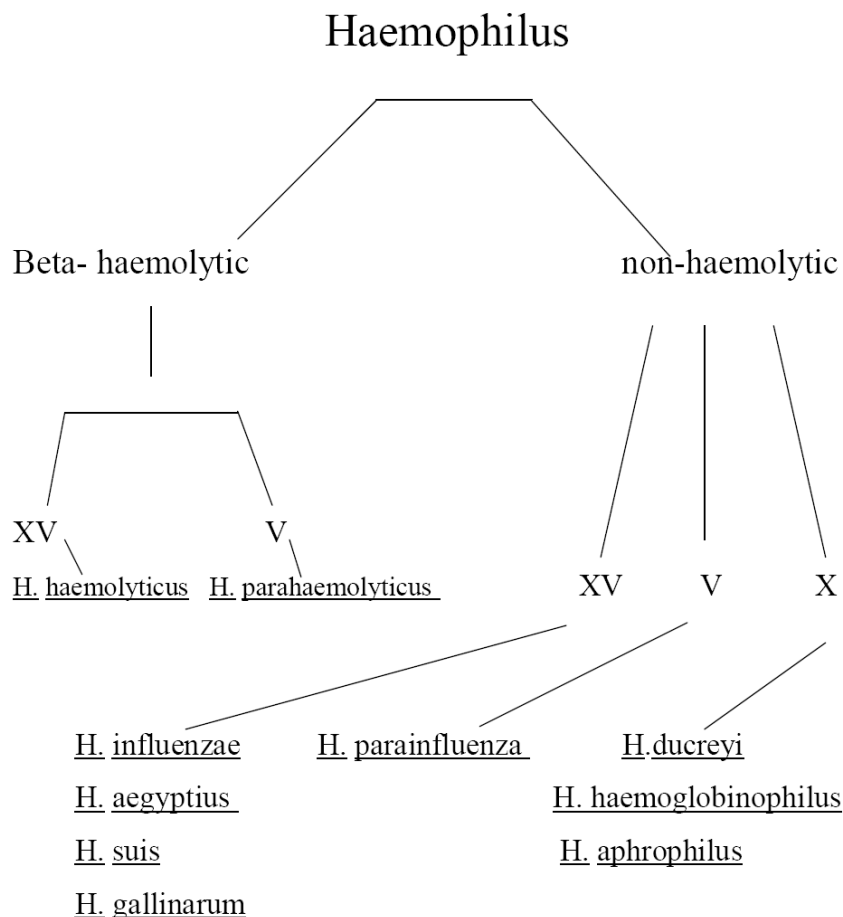 Haemophilus
Beta- haemolytic non-haemolytic
XV V
H. haemolyticus H. parahaemolyticus
XV V X
H. influenzae H. parainfluenza H.ducreyi
H. aegyptius H. haemoglobinophilus
H. suis H. aphrophilus
H. gallinarum